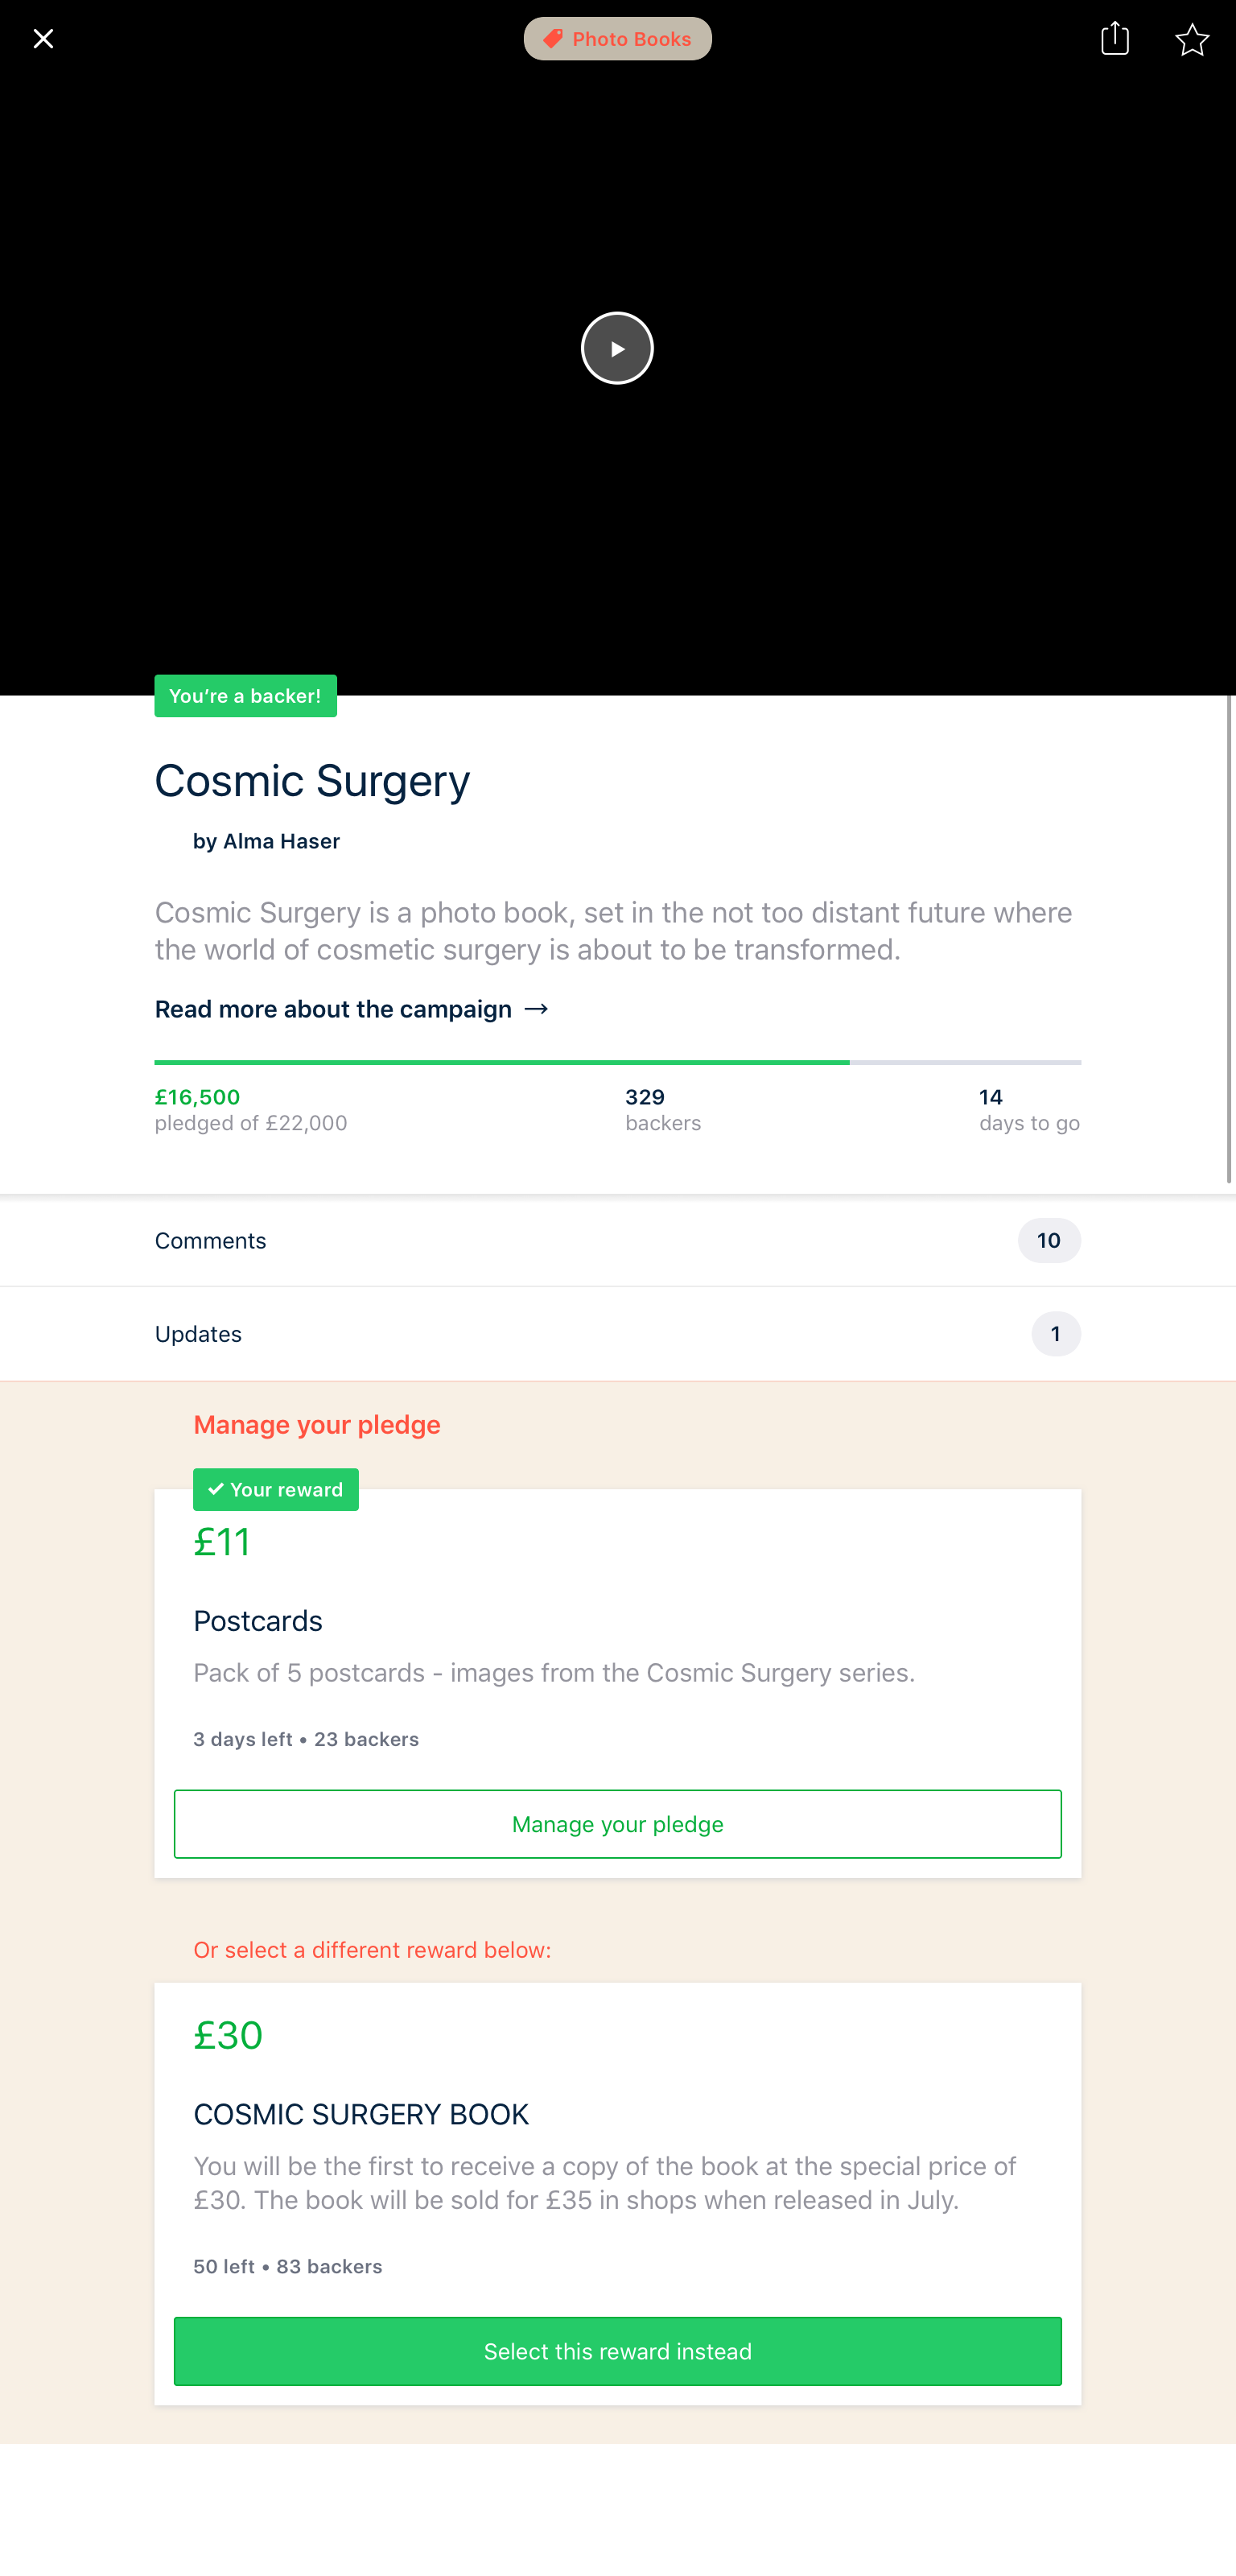 Photo Books
You’re a backer!
Cosmic Surgery
by Alma Haser
Cosmic Surgery is a photo book, set in the not too distant future where
the world of cosmetic surgery is about to be transformed.
Read more about the campaign →
£16,500
pledged of £22,000
329
backers
14
days to go
Comments
10
Updates
1
Manage your pledge
Your reward
£11
Postcards
Pack of 5 postcards - images from the Cosmic Surgery series.
3 days left • 23 backers
Manage your pledge
Or select a different reward below:
£30
COSMIC SURGERY BOOK
You will be the first to receive a copy of the book at the special price of
£30. The book will be sold for £35 in shops when released in July.
50 left • 83 backers
Select this reward instead